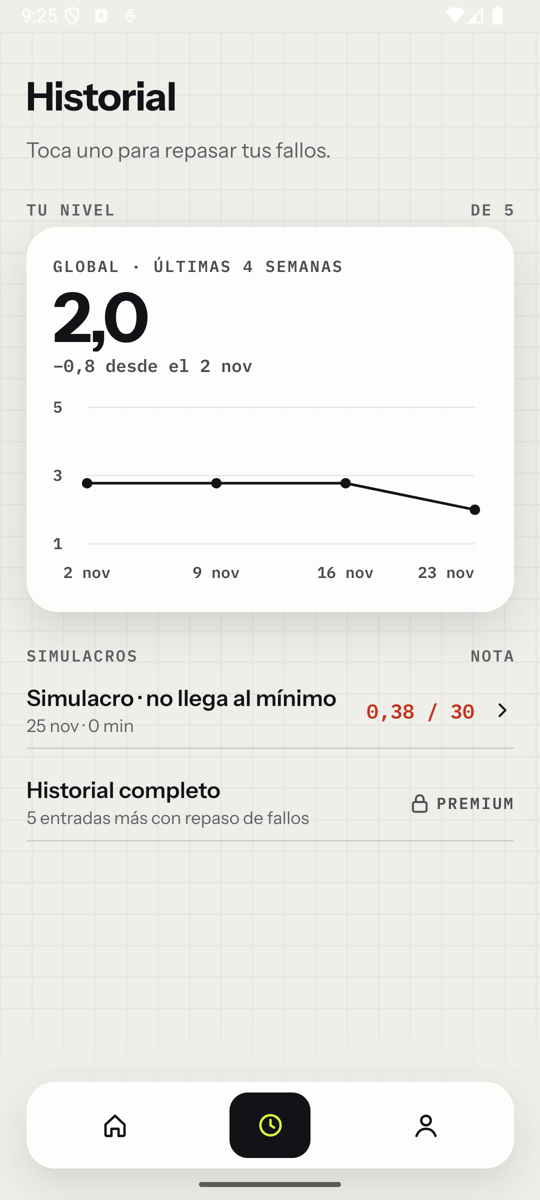 9:25
Historial
Toca uno para repasar tus fallos.
TU NIVEL DE 5
GLOBAL · ÚLTIMAS 4 SEMANAS
2,0
−0,8 desde el 2 nov
5
3
1
2 nov 9 nov 16 nov 23 nov
SIMULACROS NOTA
Simulacro · no llega al mínimo
0,38 / 30
25 nov · 0 min
Historial completo
PREMIUM
5 entradas más con repaso de fallos